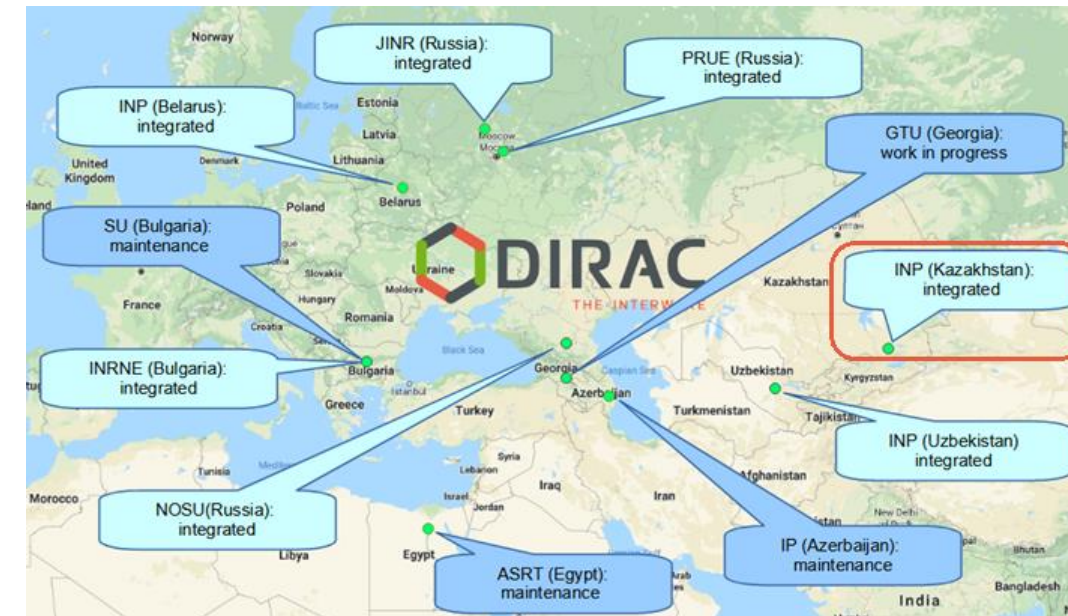 Norway
JINR (Russia):
integrated
PRUE (Russia):
integrated
INP (Belarus):
integrated
Baltic Sea
Estonia
Latvia
Lithuania
Moscow
GTU (Georgia):
work in progress
United
Kingdom
Denmark
Poland
Belarus
SU (Bulgaria):
maintenance
Slovakia
DIRAC
THE INTERWARE
Kazakhstan
INP (Kazakhstan):
integrated
France
Hungary
Moldova
Croatia
Romania
Black Sea
Georgia
Caspian Sea
Uzbekistan
Kyrgyzstan
INRNE (Bulgaria):
integrated
Bulgaria
Istanbul
Greece
Turkey
Turkmenistan
INP (Uzbekistan)
integrated
Tunisia
Syria
Lebanon
Iraq
Iran
Afghanistan
Morocco
Israel
Jordan
New Delhi
NOSU(Russia):
integrated
Libya
Egypt
IP (Azerbaijan):
maintenance
Bhutan
ASRT (Egypt):
maintenance
Bangladesh
India